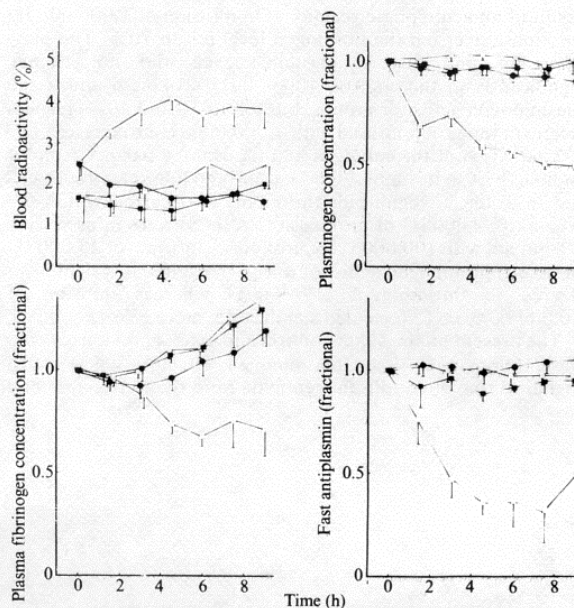 Blood radioactivity (%)
5
4
3
2
1
0
0 2 4 6 8
Plasminogen concentration (fractional)
1.0
0.5
0 2 4 6 8
Plasma fibrinogen concentration (fractional)
1.0
0.5
0
0 2 4 6 8
Fast antiplasmin (fractional)
1.0
0.5
0
0 2 4 6 8
Time (h)